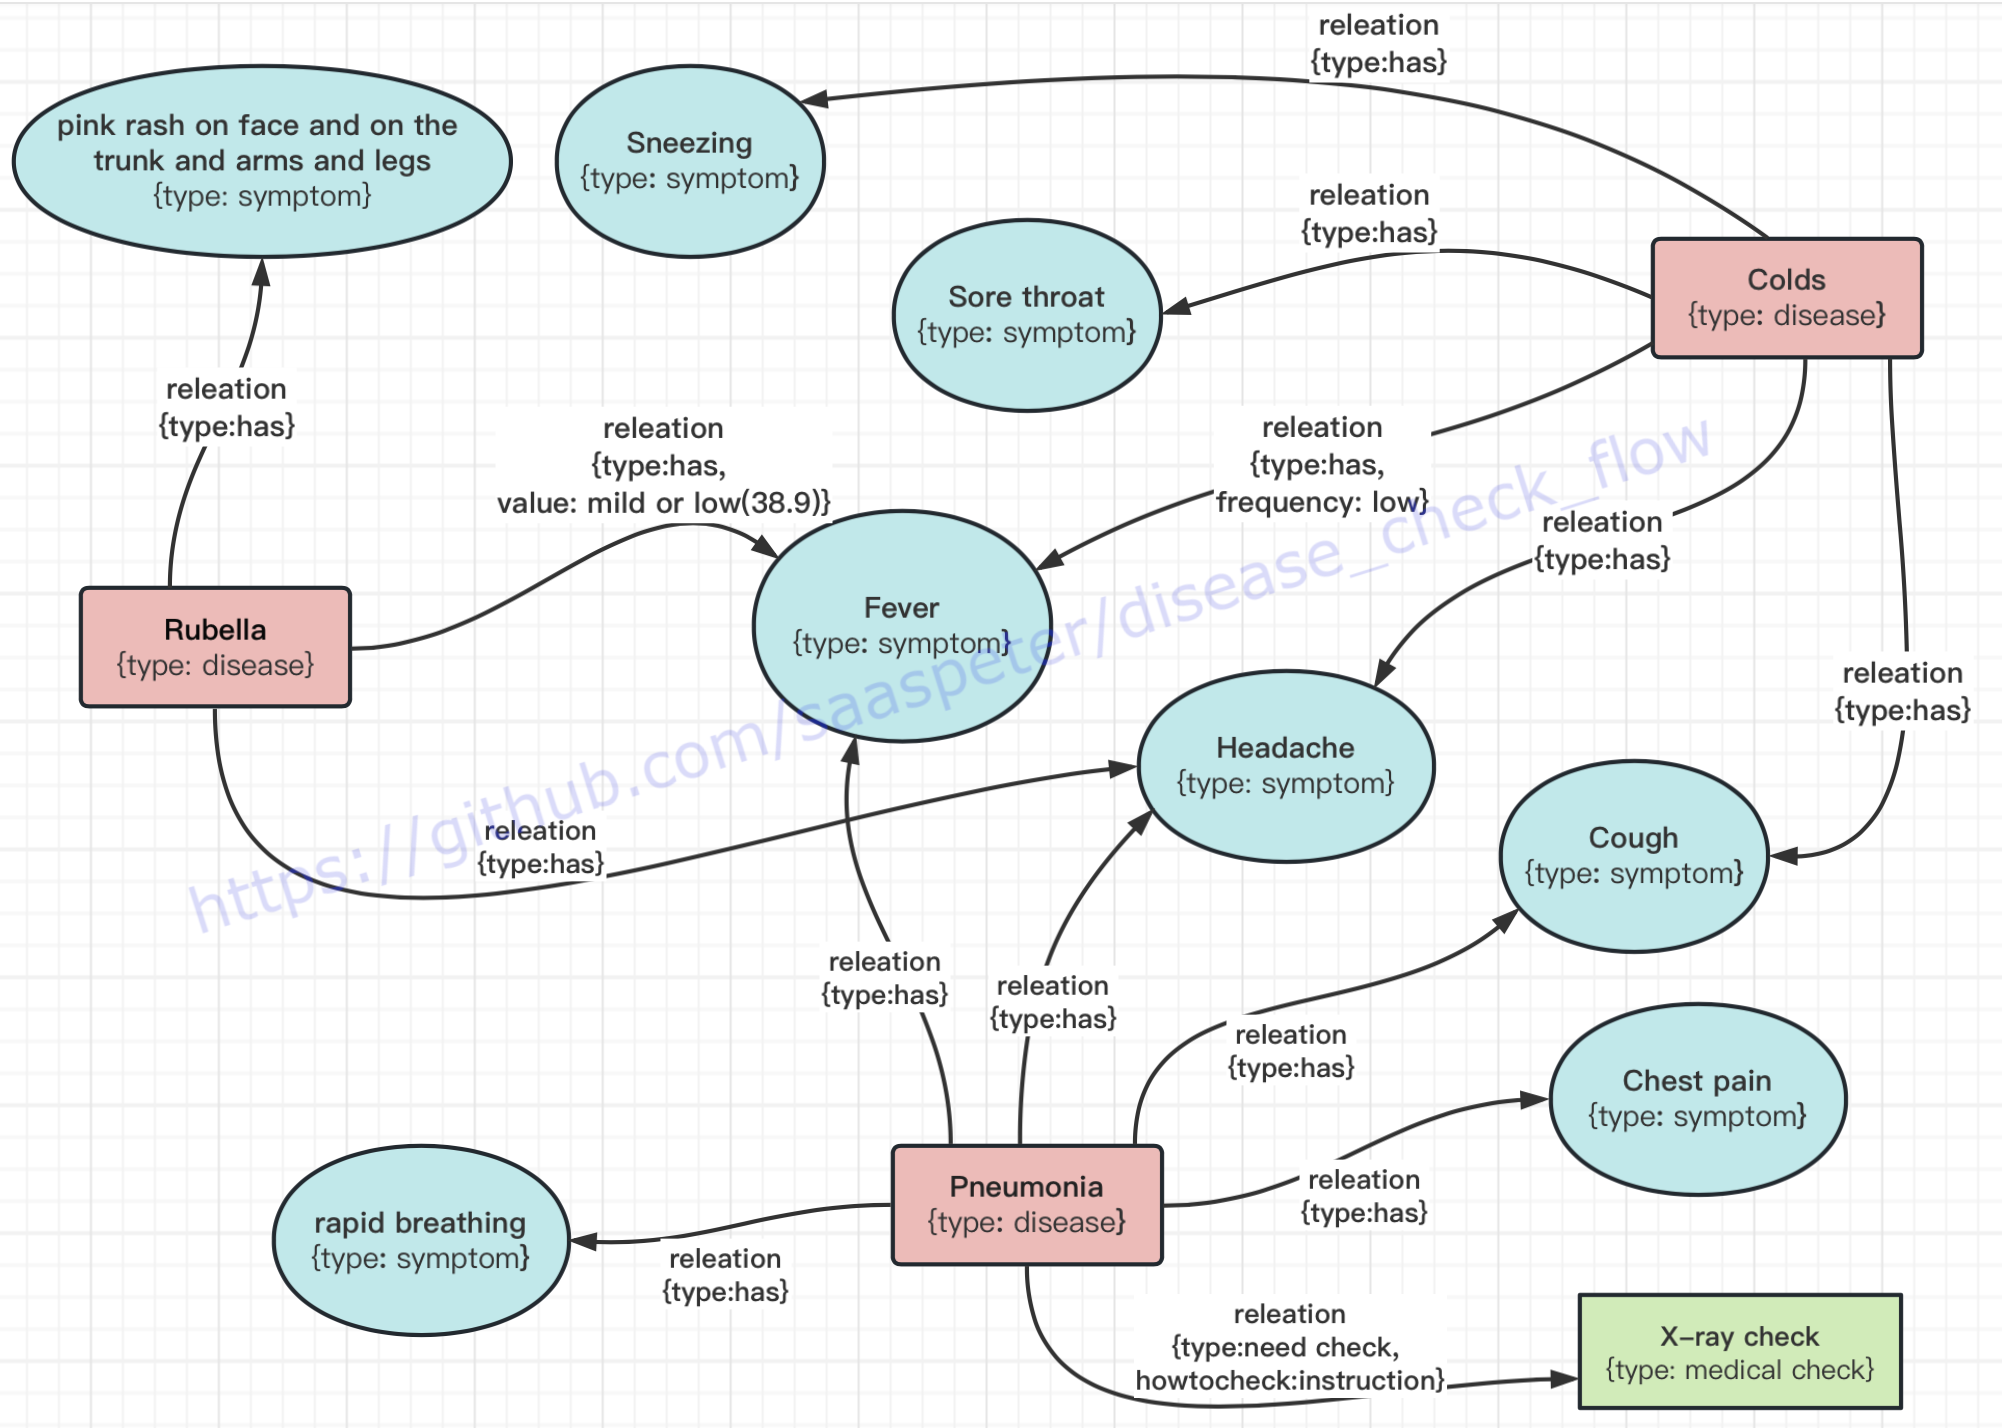 releation
{type:has}
pink rash on face and on the
trunk and arms and legs
{type: symptom}
Sneezing
{type: symptom}
releation
{type:has}
Sore throat
{type: symptom}
Colds
{type: disease}
releation
{type:has}
releation
{type:has,
value: mild or low(38.9)}
releation
{type:has,
frequency: low}
releation
{type:has}
Rubella
{type: disease}
Fever
{type: symptom}
releation
{type:has}
Headache
{type: symptom}
releation
{type:has}
Cough
{type: symptom}
https://github.com/saaspeter/disease_check_flow
releation
{type:has}
releation
{type:has}
releation
{type:has}
Chest pain
{type: symptom}
Pneumonia
{type: disease}
releation
{type:has}
rapid breathing
{type: symptom}
releation
{type:has}
releation
{type:need check,
howtocheck:instruction}
X-ray check
{type: medical check}